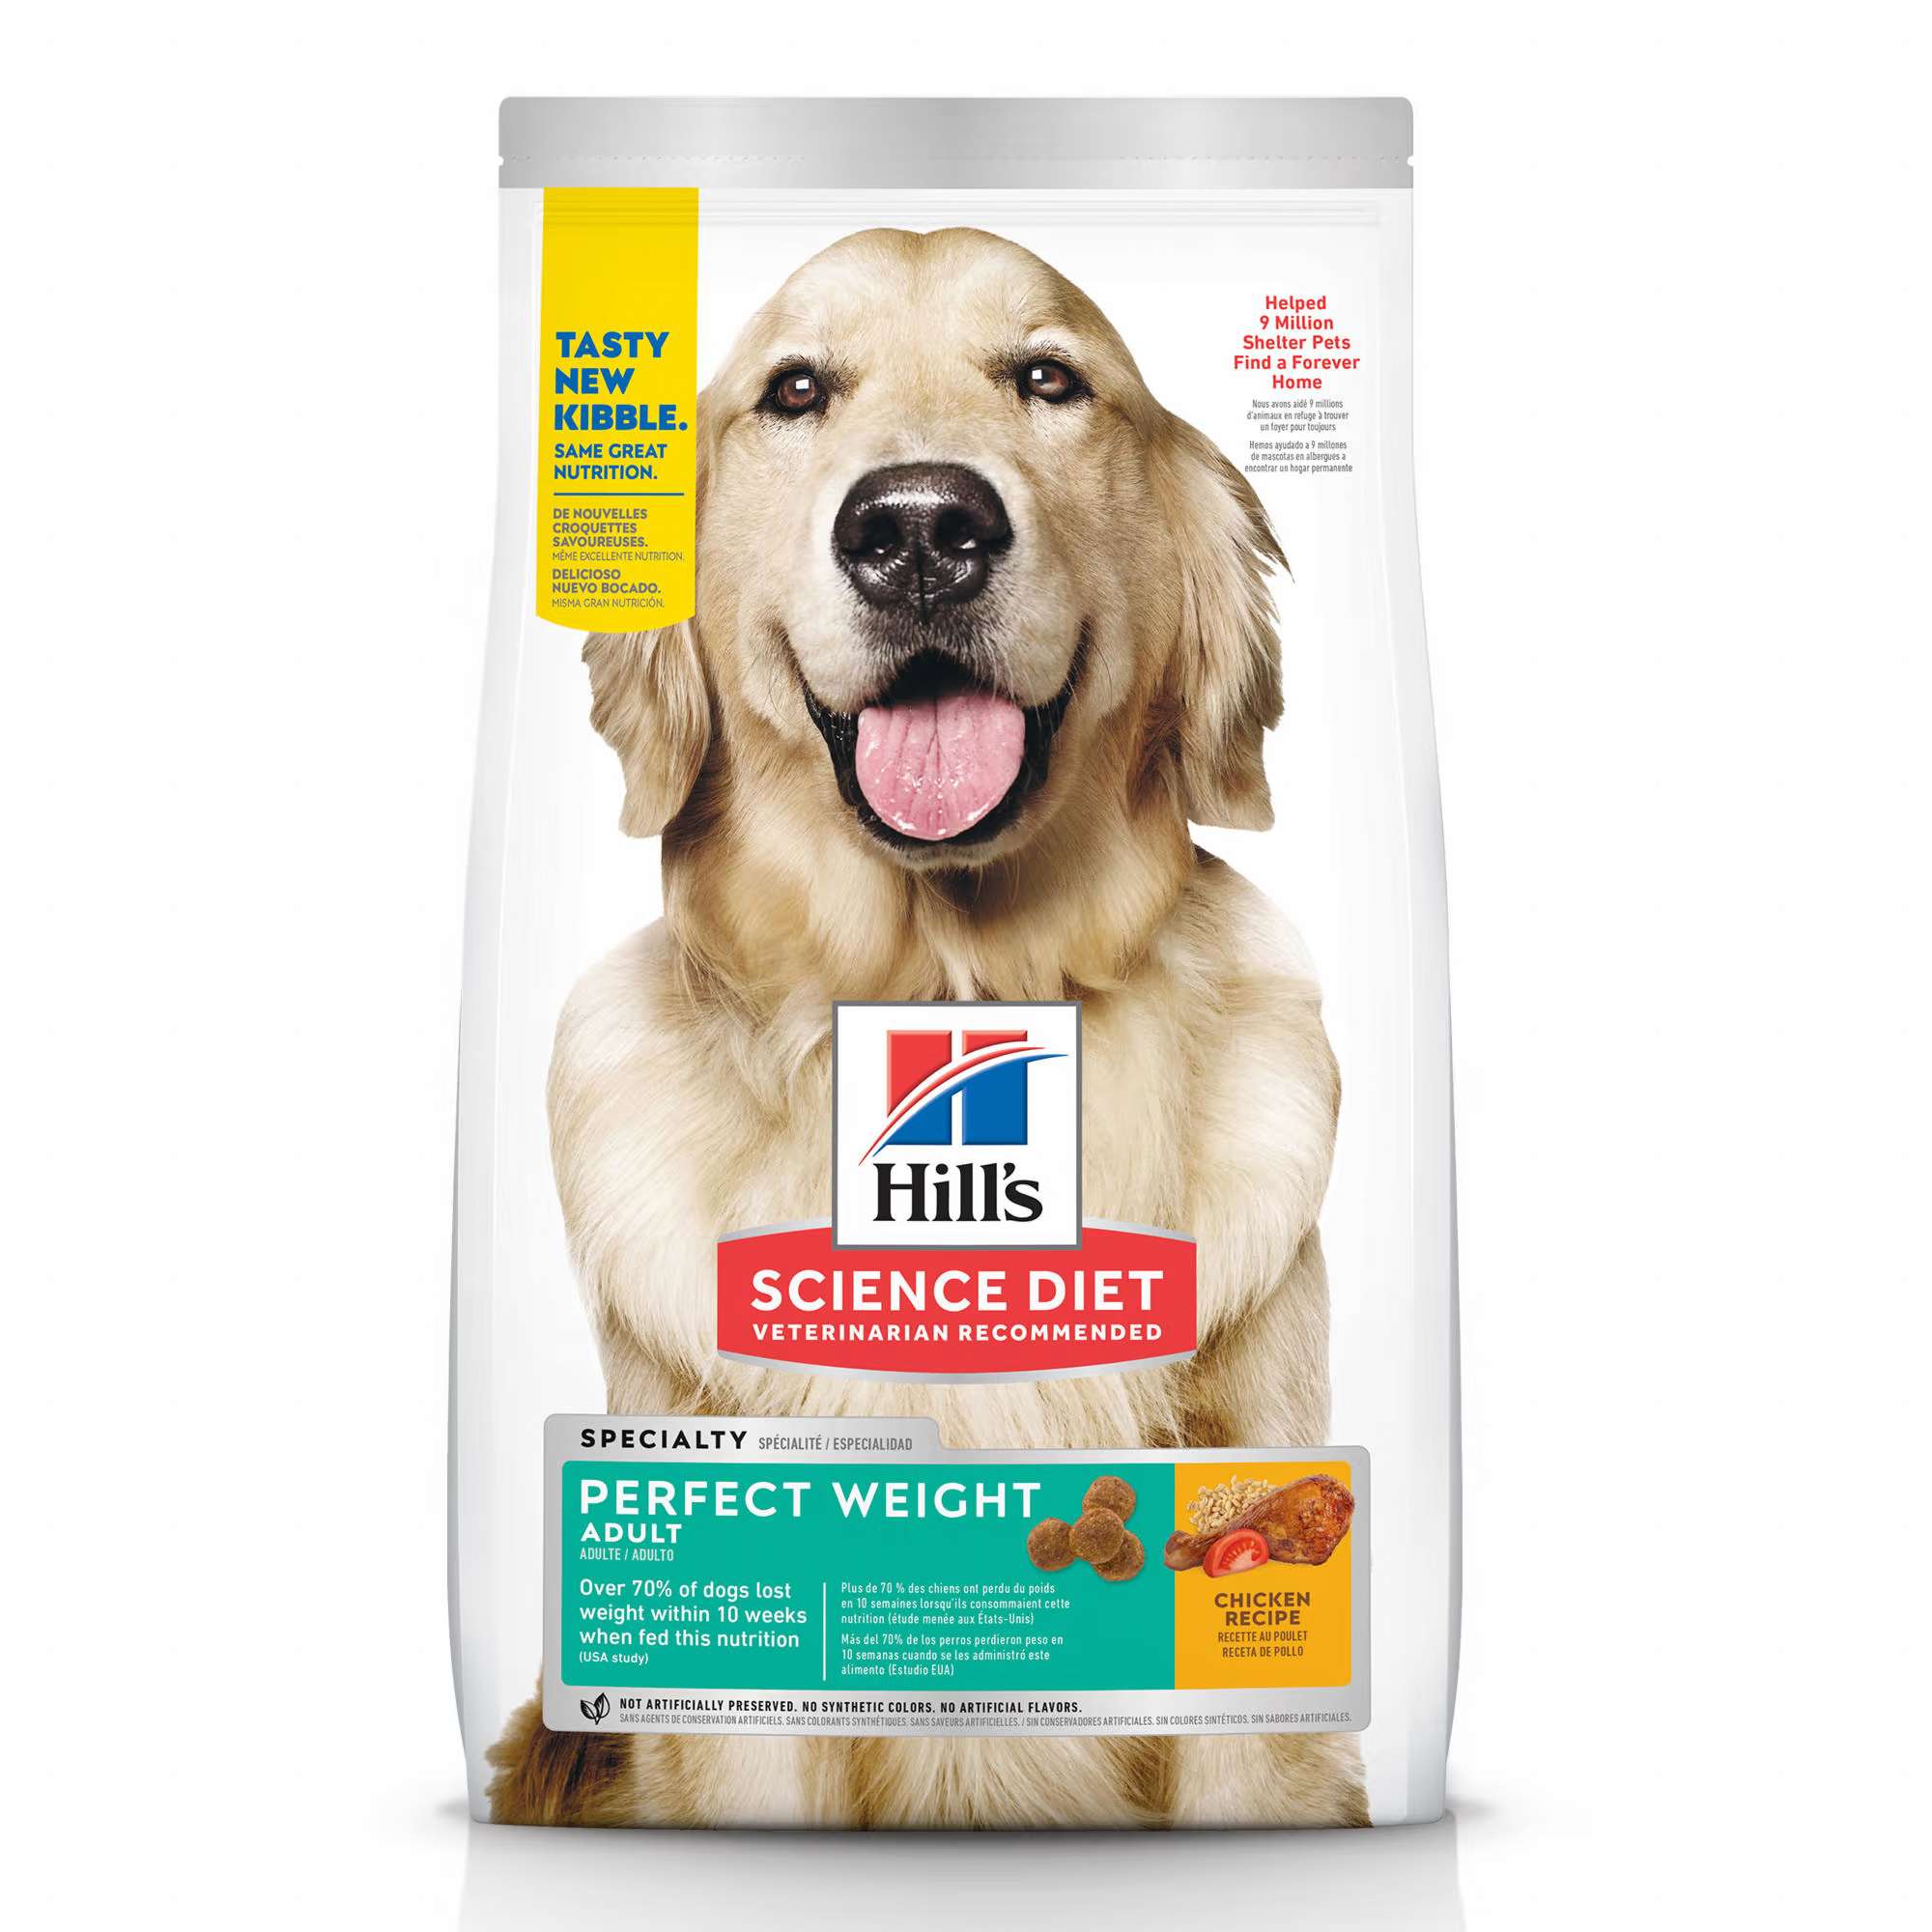 TASTY
NEW
KIBBLE.
SAME GREAT
NUTRITION.
DE NOUVELLES
CROQUETTES
SAVOUREUSES.
MÊME EXCELLENTE NUTRITION.
DELICIOSO
NUEVO BOCADO.
MISMA GRAN NUTRICIÓN.
Helped
9 Million
Shelter Pets
Find a Forever
Home
Nous avons aidé 9 millions
d'animaux en refuge à trouver
un foyer pour toujours
Hemos ayudado a 9 millones
de mascotas en albergues a
encontrar un hogar permanente
Hill's
SCIENCE DIET
VETERINARIAN RECOMMENDED
SPECIALTY SPÉCIALITÉ / ESPECIALIDAD
PERFECT WEIGHT
ADULT
ADULTE / ADULTO
Over 70% of dogs lost
weight within 10 weeks
when fed this nutrition
(USA study)
Plus de 70 % des chiens ont perdu du poids
en 10 semaines lorsqu'ils consommaient cette
nutrition (étude menée aux États-Unis)
Más del 70% de los perros perdieron peso en
10 semanas cuando se les administró este
alimento (Estudio EUA)
CHICKEN
RECIPE
RECETTE AU POULET
RECETA DE POLLO
NOT ARTIFICIALLY PRESERVED. NO SYNTHETIC COLORS. NO ARTIFICIAL FLAVORS.
SANS AGENTS DE CONSERVATION ARTIFICIELS. SANS COLORANTS SYNTHÉTIQUES. SANS SAVEURS ARTIFICIELLES. / SIN CONSERVADORES ARTIFICIALES. SIN COLORES SINTÉTICOS. SIN SABORES ARTIFICIALES.